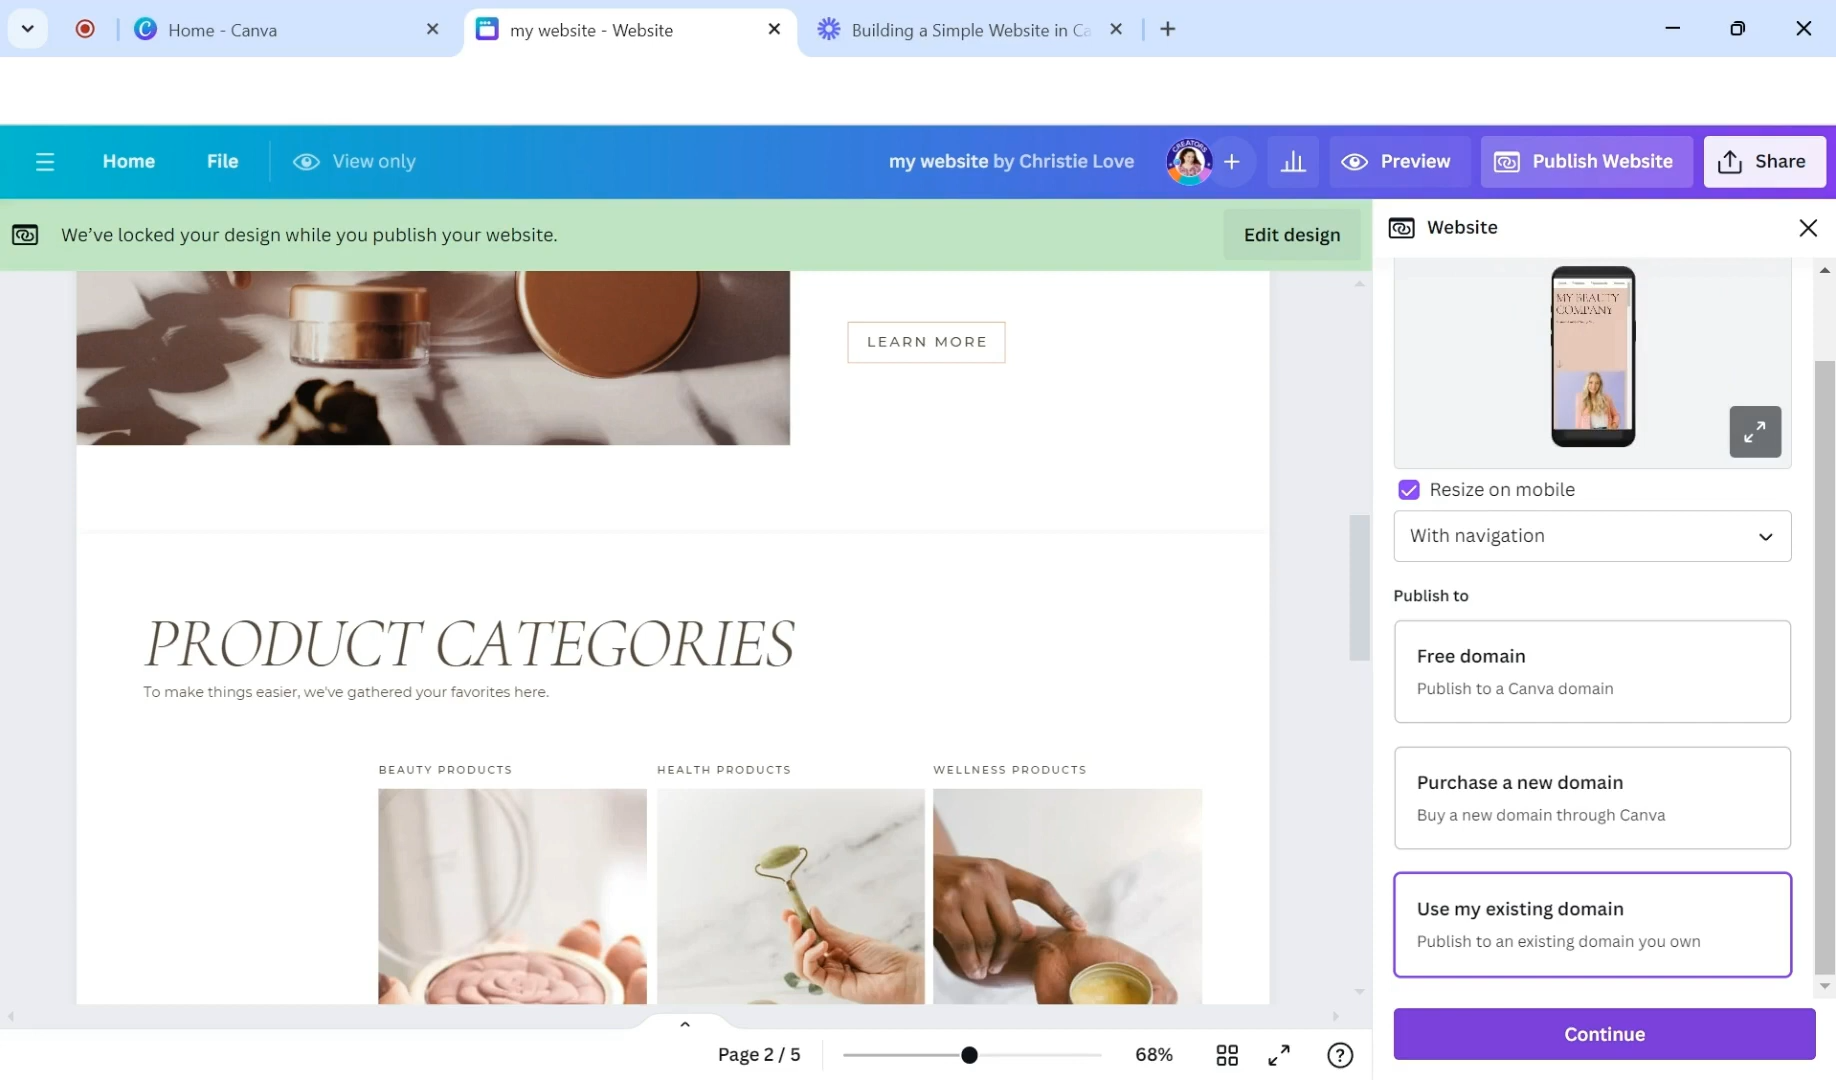 Home - Canva
my website - Website
Building a Simple Website in Ca
Home
File
View only
my website by Christie Love
Preview
Publish Website
Share
We've locked your design while you publish your website.
Edit design
Website
LEARN MORE
MY BEAUTY
COMPANY
Resize on mobile
With navigation
Publish to
Free domain
Publish to a Canva domain
Purchase a new domain
Buy a new domain through Canva
Use my existing domain
Publish to an existing domain you own
Continue
PRODUCT CATEGORIES
To make things easier, we've gathered your favorites here.
BEAUTY PRODUCTS
HEALTH PRODUCTS
WELLNESS PRODUCTS
Page 2 / 5
68%